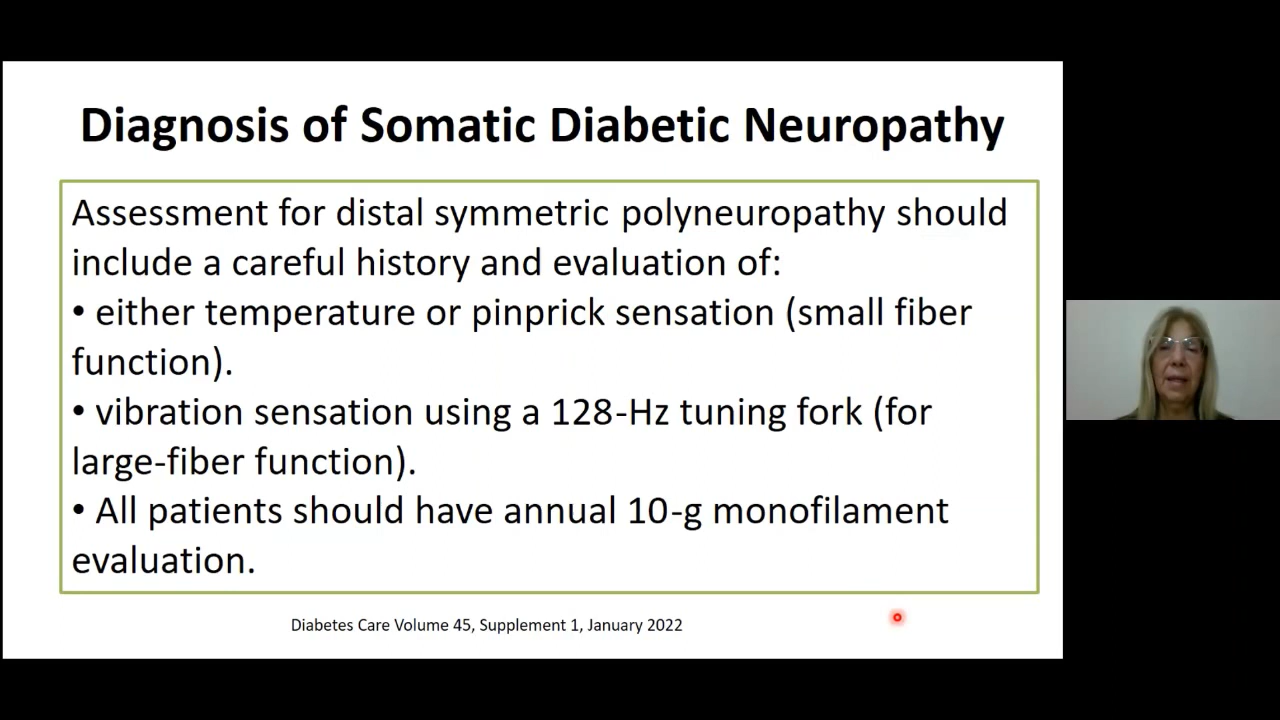 Diagnosis of Somatic Diabetic Neuropathy
Assessment for distal symmetric polyneuropathy should
include a careful history and evaluation of:
• either temperature or pinprick sensation (small fiber
function).
• vibration sensation using a 128-Hz tuning fork (for
large-fiber function).
• All patients should have annual 10-g monofilament
evaluation.
Diabetes Care Volume 45, Supplement 1, January 2022